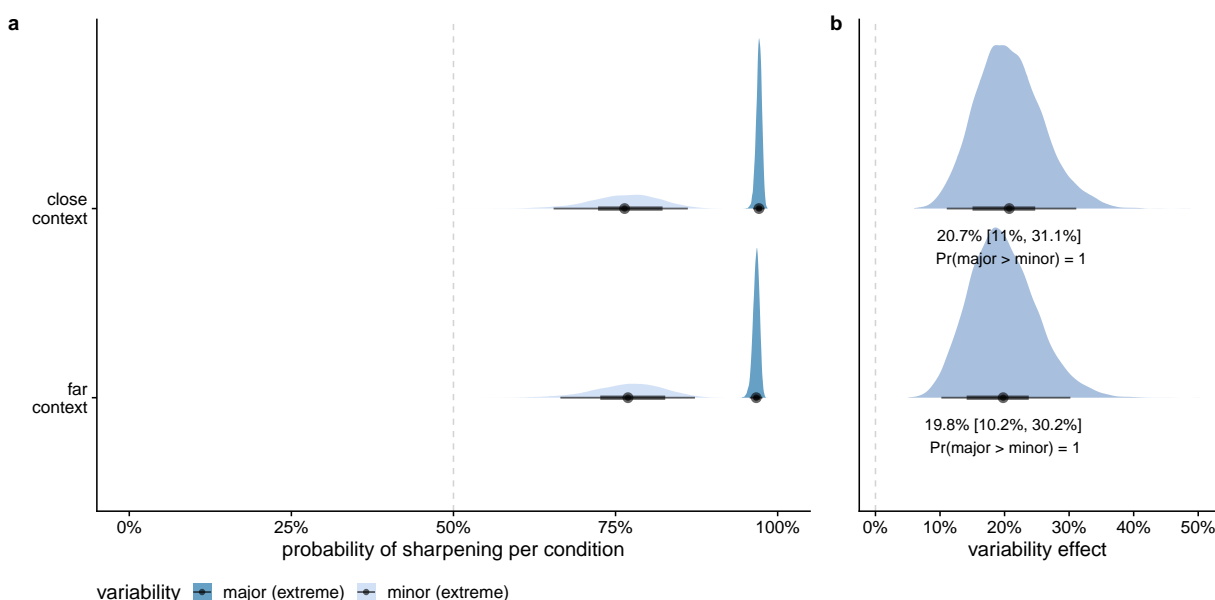 a
close
context
far
context
0%
25%
50%
75%
100%
probability of sharpening per condition
variability
major (extreme)
minor (extreme)
b
20.7% [11%, 31.1%]
Pr(major > minor) = 1
19.8% [10.2%, 30.2%]
Pr(major > minor) = 1
0%
10%
20%
30%
40%
50%
variability effect